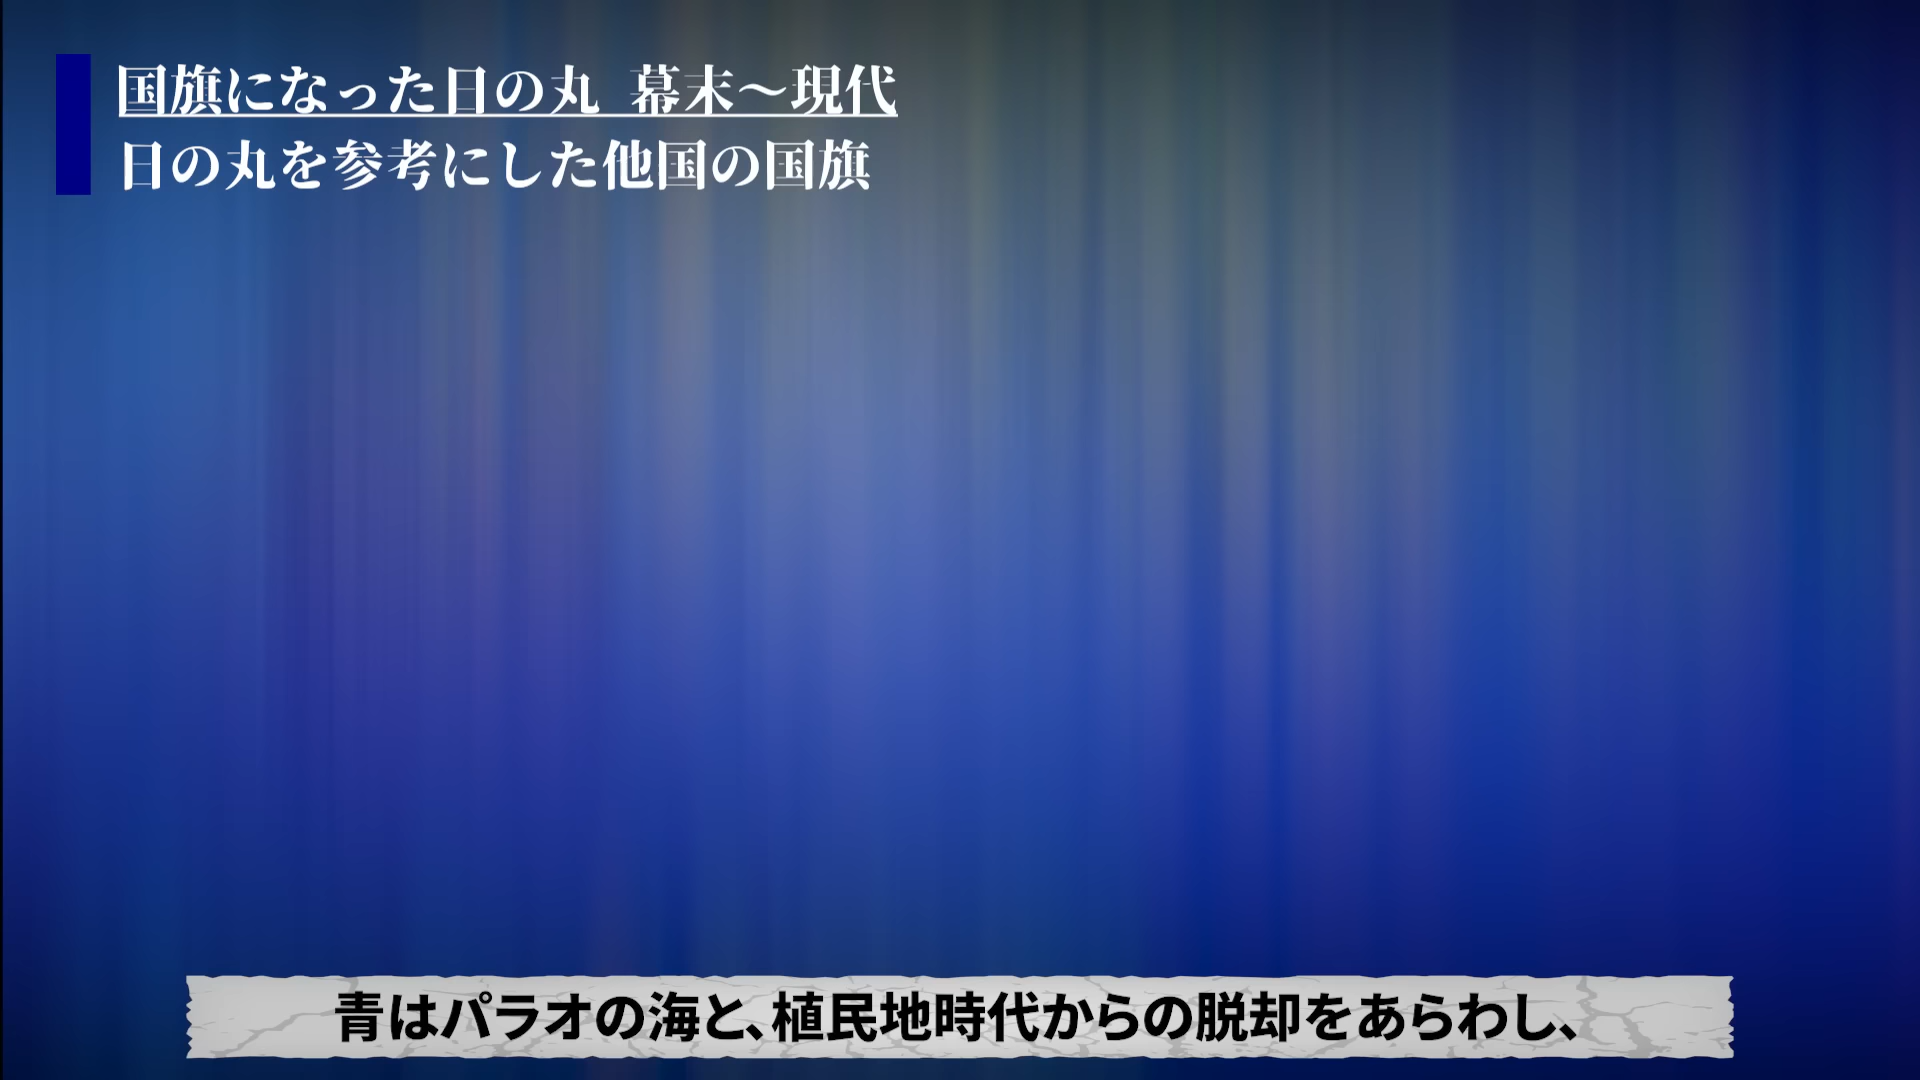 国旗になった日の丸 幕末～現代
日の丸を参考にした他国の国旗
青はパラオの海と、植民地時代からの脱却をあらわし、